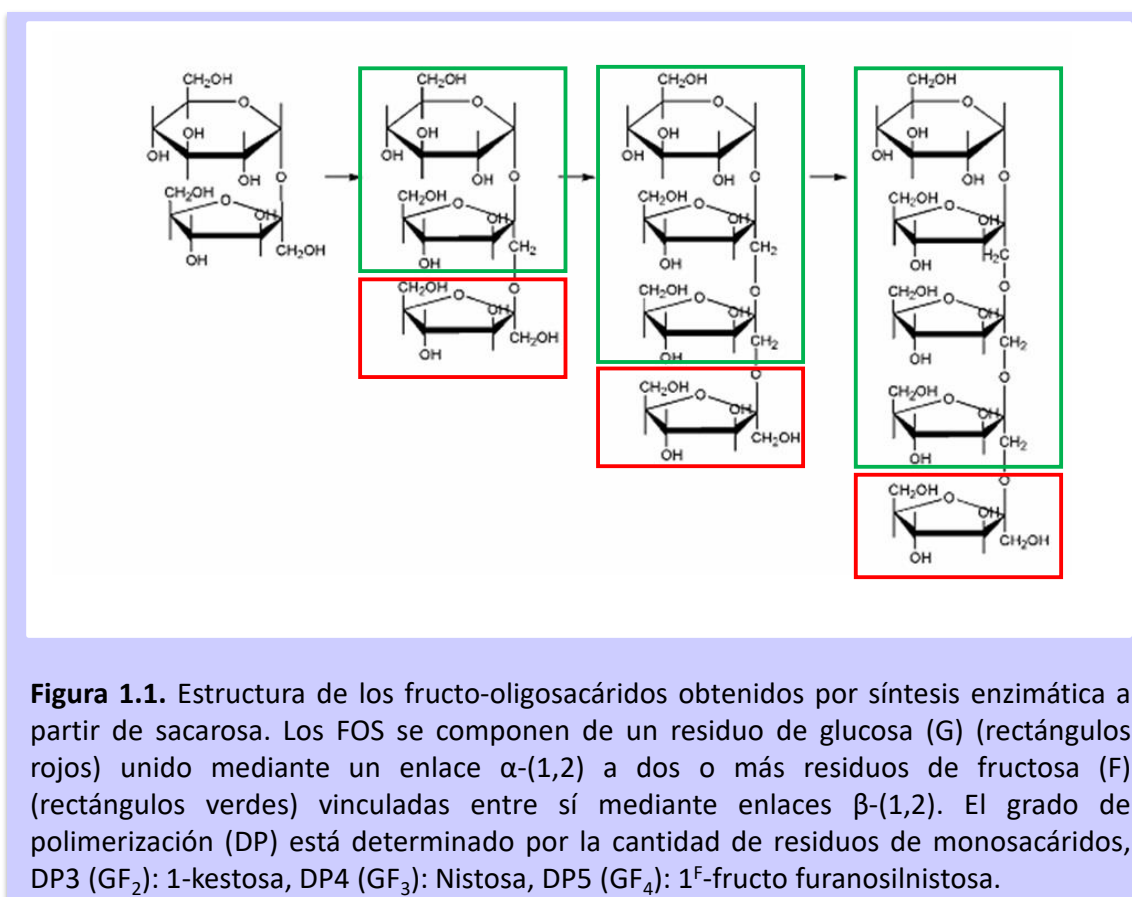 CH₂OH CH₂OH CH₂OH CH₂OH
O O O O
OH OH OH OH
OH OH OH OH
OH OH OH OH
O O O O
CH₂OH CH₂OH CH₂OH CH₂OH
O O O O
OH OH OH OH
CH₂OH CH₂ CH₂ H₂C
OH OH OH OH
O O O
CH₂OH CH₂OH CH₂OH
O O O
OH OH OH
CH₂OH CH₂ CH₂
OH OH OH
O O
CH₂OH CH₂OH
O O
OH OH
CH₂OH CH₂
OH OH
O
CH₂OH
O
OH
CH₂OH
OH
Figura 1.1. Estructura de los fructo-oligosacáridos obtenidos por síntesis enzimática a
partir de sacarosa. Los FOS se componen de un residuo de glucosa (G) (rectángulos
rojos) unido mediante un enlace α-(1,2) a dos o más residuos de fructosa (F)
(rectángulos verdes) vinculadas entre sí mediante enlaces β-(1,2). El grado de
polimerización (DP) está determinado por la cantidad de residuos de monosacáridos,
DP3 (GF₂): 1-kestosa, DP4 (GF₃): Nistosa, DP5 (GF₄): 1ᶠ-fructo furanosilnistosa.